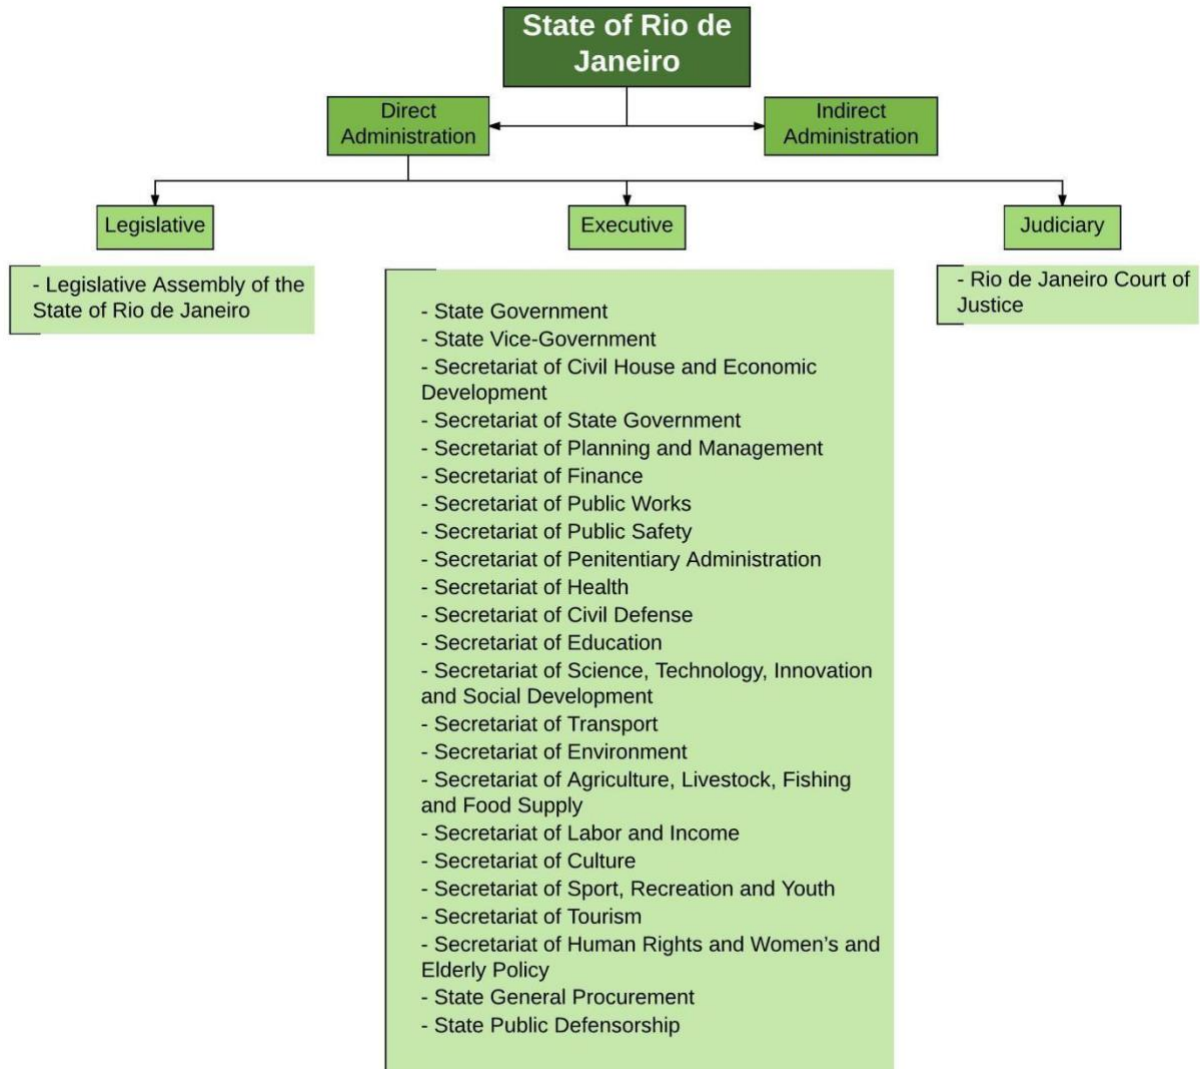 State of Rio de
Janeiro
Direct
Administration
Indirect
Administration
Legislative
Executive
Judiciary
- Legislative Assembly of the
State of Rio de Janeiro
- State Government
- State Vice-Government
- Secretariat of Civil House and Economic
Development
- Secretariat of State Government
- Secretariat of Planning and Management
- Secretariat of Finance
- Secretariat of Public Works
- Secretariat of Public Safety
- Secretariat of Penitentiary Administration
- Secretariat of Health
- Secretariat of Civil Defense
- Secretariat of Education
- Secretariat of Science, Technology, Innovation
and Social Development
- Secretariat of Transport
- Secretariat of Environment
- Secretariat of Agriculture, Livestock, Fishing
and Food Supply
- Secretariat of Labor and Income
- Secretariat of Culture
- Secretariat of Sport, Recreation and Youth
- Secretariat of Tourism
- Secretariat of Human Rights and Women’s and
Elderly Policy
- State General Procurement
- State Public Defensorship
- Rio de Janeiro Court of
Justice